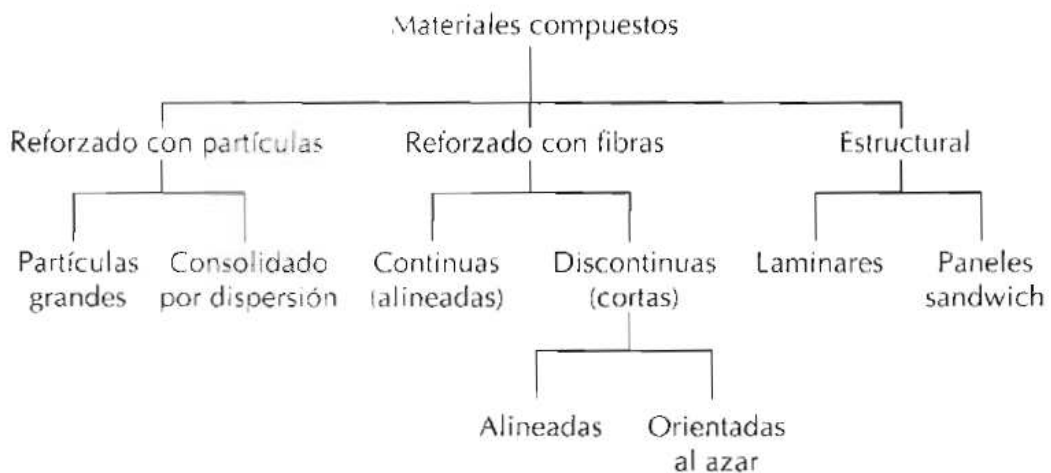 Materiales compuestos
Reforzado con partículas
Reforzado con fibras
Estructural
Partículas
grandes
Consolidado
por dispersión
Continuas
(alineadas)
Discontinuas
(cortas)
Laminares
Paneles
sandwich
Alineadas
Orientadas
al azar